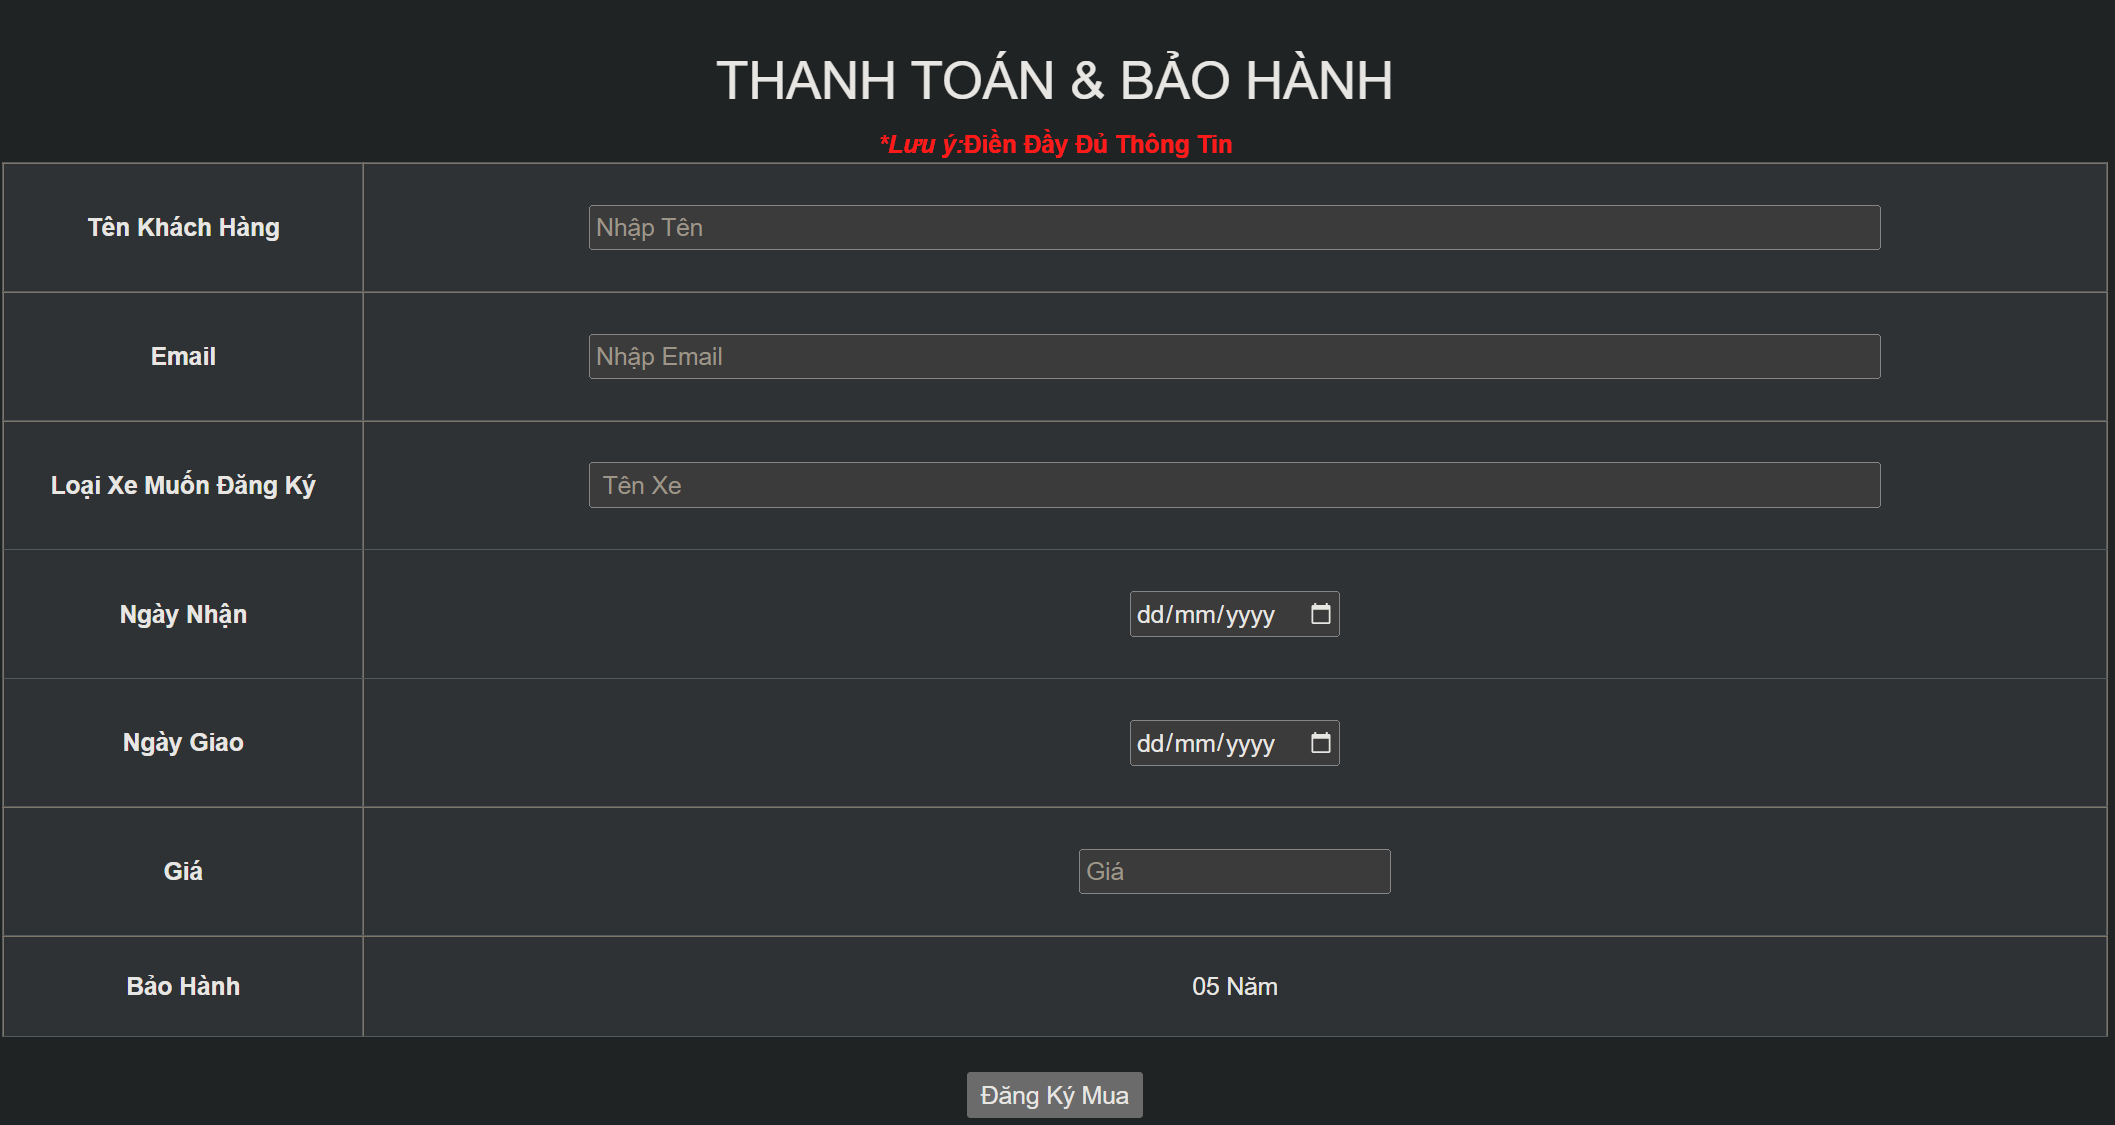 THANH TOÁN & BẢO HÀNH
*Lưu ý:Điền Đầy Đủ Thông Tin
Tên Khách Hàng
Nhập Tên
Email
Nhập Email
Loại Xe Muốn Đăng Ký
Tên Xe
Ngày Nhận
dd/mm/yyyy
Ngày Giao
dd/mm/yyyy
Giá
Giá
Bảo Hành
05 Năm
Đăng Ký Mua